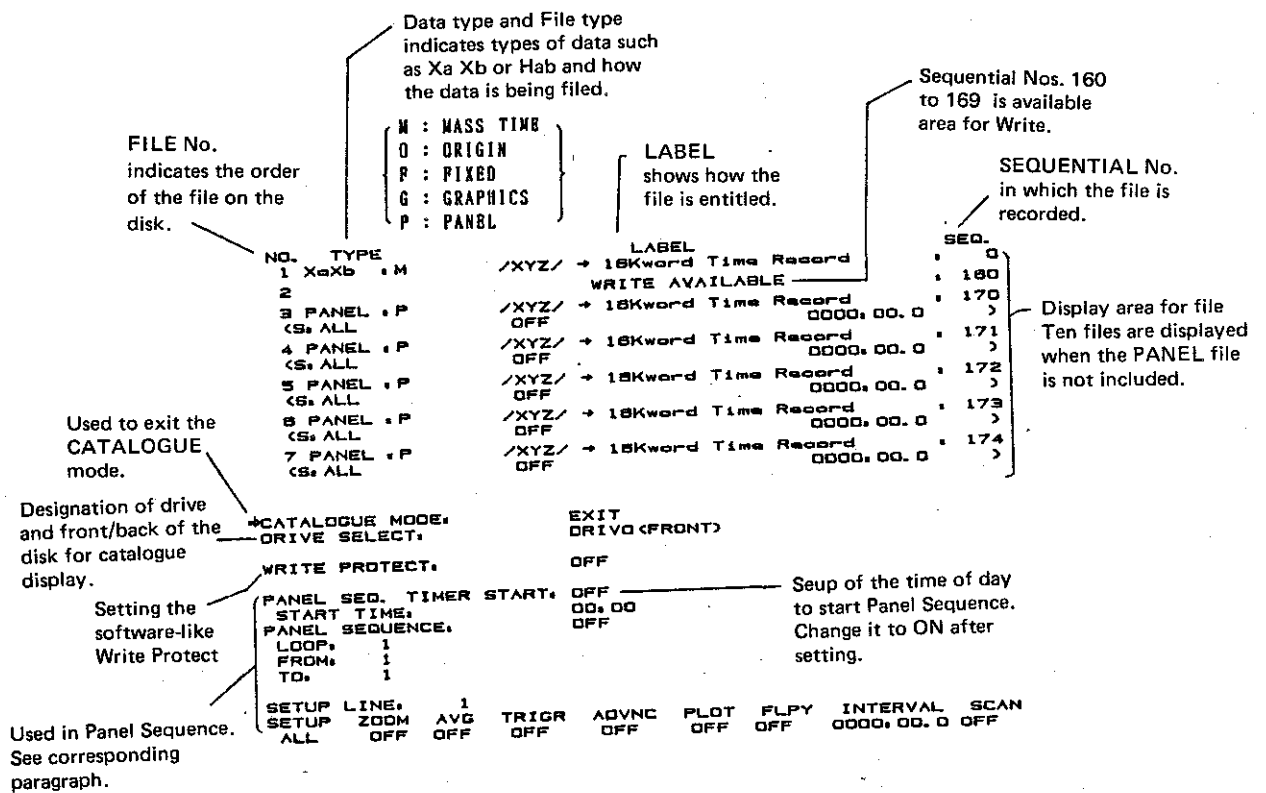 Data type and File type
indicates types of data such
as Xa Xb or Hab and how
the data is being filed.
M : MASS TIME
O : ORIGIN
F : FIXED
G : GRAPHICS
P : PANEL
Sequential Nos. 160
to 169 is available
area for Write.
FILE No.
indicates the order
of the file on the
disk.
LABEL
shows how the
file is entitled.
SEQUENTIAL No.
in which the file is
recorded.
NO. TYPE LABEL SEQ.
1 XaXb : M /XYZ/ → 16Kword Time Record : 0
2 WRITE AVAILABLE : 160
3 PANEL : P /XYZ/ → 16Kword Time Record : 170
<S: ALL OFF 0000:00.0 >
4 PANEL : P /XYZ/ → 16Kword Time Record : 171
<S: ALL OFF 0000:00.0 >
5 PANEL : P /XYZ/ → 16Kword Time Record : 172
<S: ALL OFF 0000:00.0 >
6 PANEL : P /XYZ/ → 16Kword Time Record : 173
<S: ALL OFF 0000:00.0 >
7 PANEL : P /XYZ/ → 16Kword Time Record : 174
<S: ALL OFF 0000:00.0 >
Display area for file
Ten files are displayed
when the PANEL file
is not included.
Used to exit the
CATALOGUE
mode.
Designation of drive
and front/back of the
disk for catalogue
display.
Setting the
software-like
Write Protect
Used in Panel Sequence.
See corresponding
paragraph.
→CATALOGUE MODE: EXIT
DRIVE SELECT: DRIV0<FRONT>
WRITE PROTECT: OFF
PANEL SEQ. TIMER START: OFF
START TIME: 00:00
PANEL SEQUENCE: OFF
LOOP: 1
FROM: 1
TO: 1
Seup of the time of day
to start Panel Sequence.
Change it to ON after
setting.
SETUP LINE: 1
SETUP ZOOM AVG TRIGR ADVNC PLOT FLPY INTERVAL SCAN
ALL OFF OFF OFF OFF OFF OFF 0000:00.0 OFF